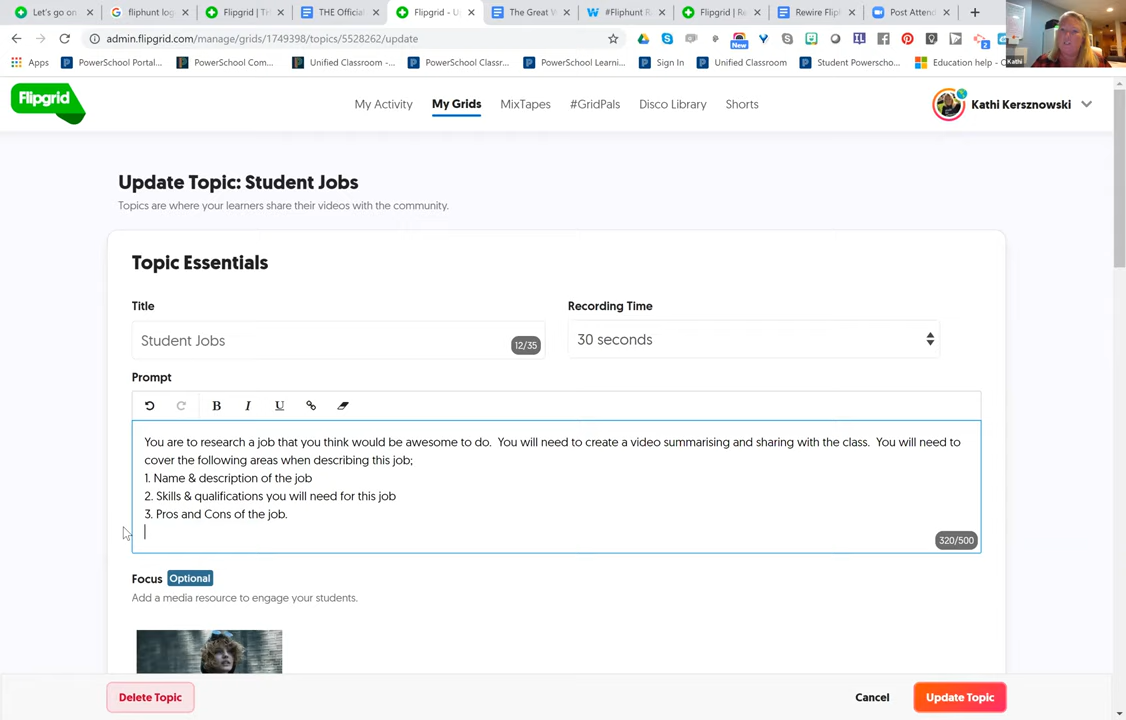 Let's go on
fliphunt log
Flipgrid | Th
THE Official
Flipgrid - U
The Great W
#Fliphunt R
Flipgrid | Re
Rewire Flip
Post Attend
admin.flipgrid.com/manage/grids/1749398/topics/5528262/update
New
2
Apps
PowerSchool Portal...
PowerSchool Com...
Unified Classroom -...
PowerSchool Classr...
PowerSchool Learni...
Sign In
Unified Classroom
Student Powerscho...
Education help - C
Kathi
Flipgrid
My Activity
My Grids
MixTapes
#GridPals
Disco Library
Shorts
Kathi Kersznowski
Update Topic: Student Jobs
Topics are where your learners share their videos with the community.
Topic Essentials
Title
Recording Time
Student Jobs
12/35
30 seconds
Prompt
B I U
You are to research a job that you think would be awesome to do. You will need to create a video summarising and sharing with the class. You will need to
cover the following areas when describing this job;
1. Name & description of the job
2. Skills & qualifications you will need for this job
3. Pros and Cons of the job.
320/500
Focus Optional
Add a media resource to engage your students.
Delete Topic
Cancel
Update Topic